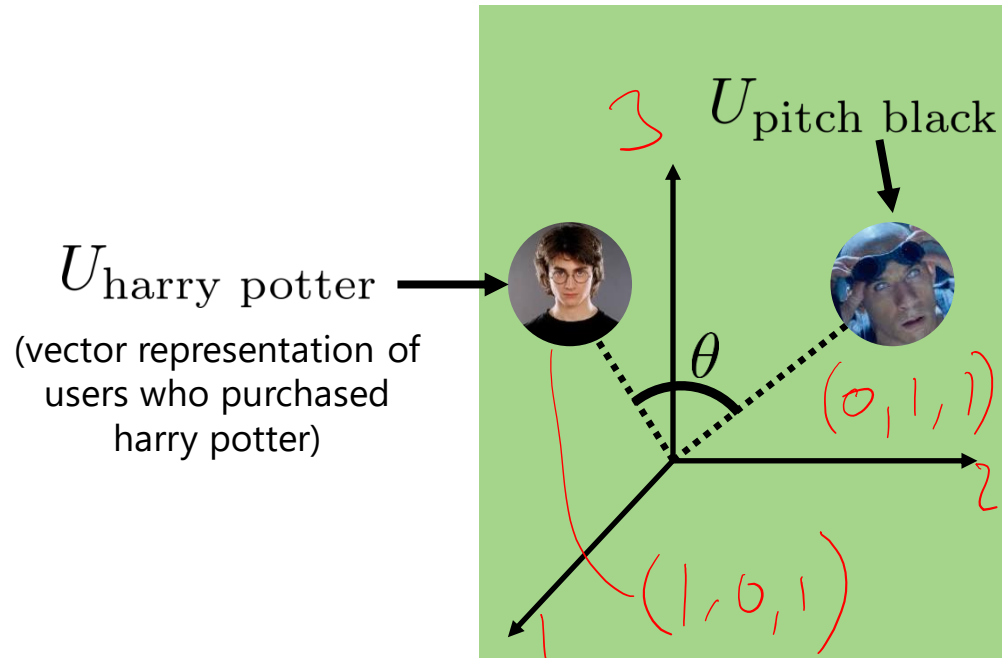 3
U_pitch black
U_harry potter
(vector representation of
users who purchased
harry potter)
θ
(0,1,1)
2
(1,0,1)
1